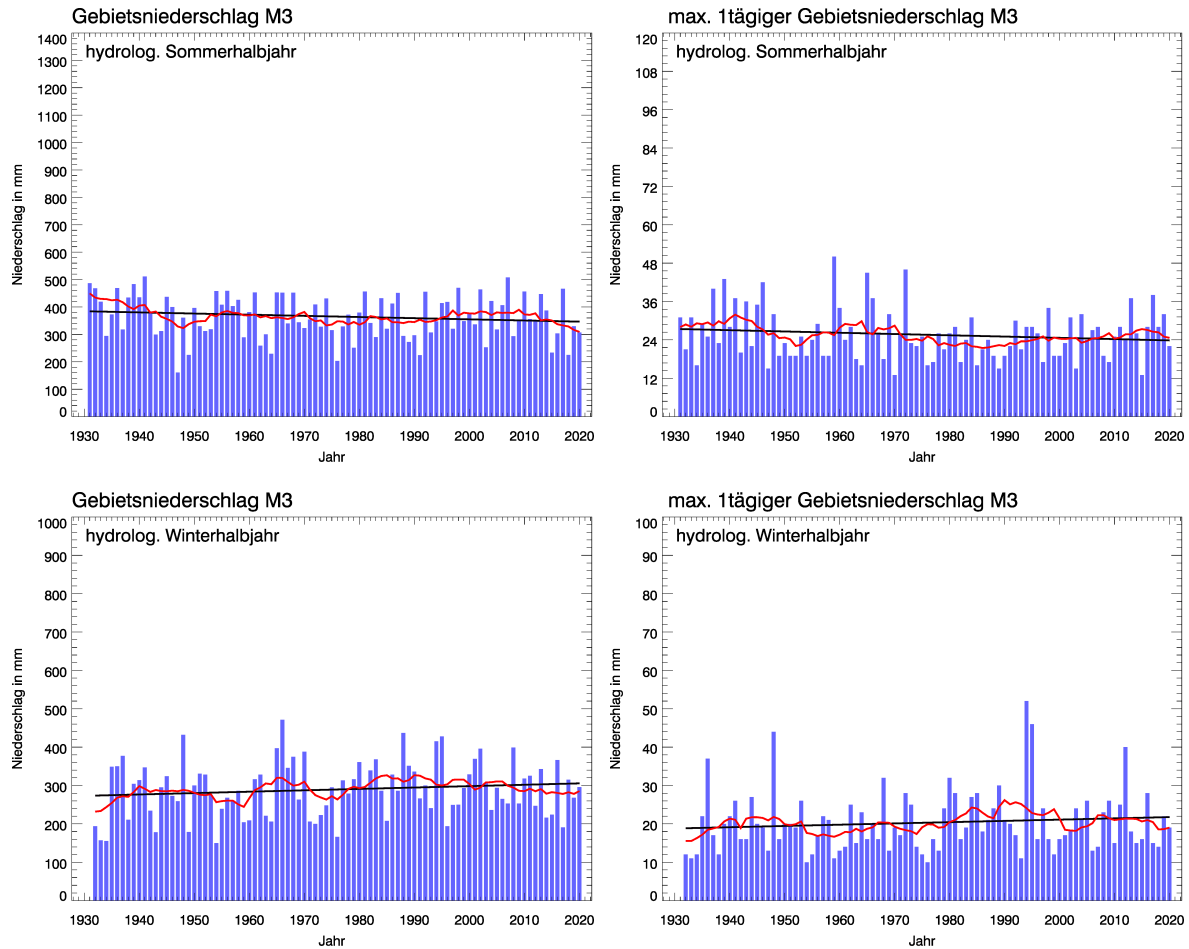 Gebietsniederschlag M3
hydrolog. Sommerhalbjahr
Niederschlag in mm
1400
1300
1200
1100
1000
900
800
700
600
500
400
300
200
100
0
1930 1940 1950 1960 1970 1980 1990 2000 2010 2020
Jahr
max. 1tägiger Gebietsniederschlag M3
hydrolog. Sommerhalbjahr
Niederschlag in mm
120
108
96
84
72
60
48
36
24
12
0
1930 1940 1950 1960 1970 1980 1990 2000 2010 2020
Jahr
Gebietsniederschlag M3
hydrolog. Winterhalbjahr
Niederschlag in mm
1000
900
800
700
600
500
400
300
200
100
0
1930 1940 1950 1960 1970 1980 1990 2000 2010 2020
Jahr
max. 1tägiger Gebietsniederschlag M3
hydrolog. Winterhalbjahr
Niederschlag in mm
100
90
80
70
60
50
40
30
20
10
0
1930 1940 1950 1960 1970 1980 1990 2000 2010 2020
Jahr